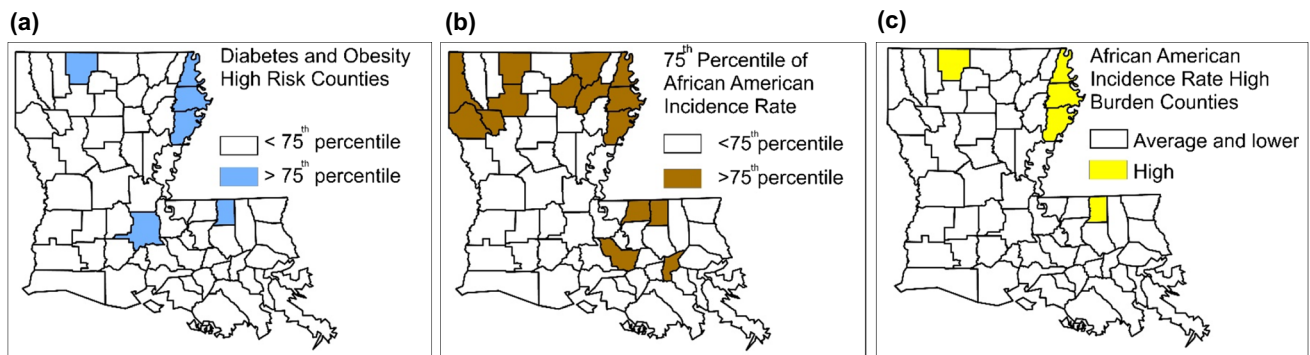 (a)
Diabetes and Obesity
High Risk Counties
< 75th percentile
> 75th percentile
(b)
75th Percentile of
African American
Incidence Rate
<75th percentile
>75th percentile
(c)
African American
Incidence Rate High
Burden Counties
Average and lower
High